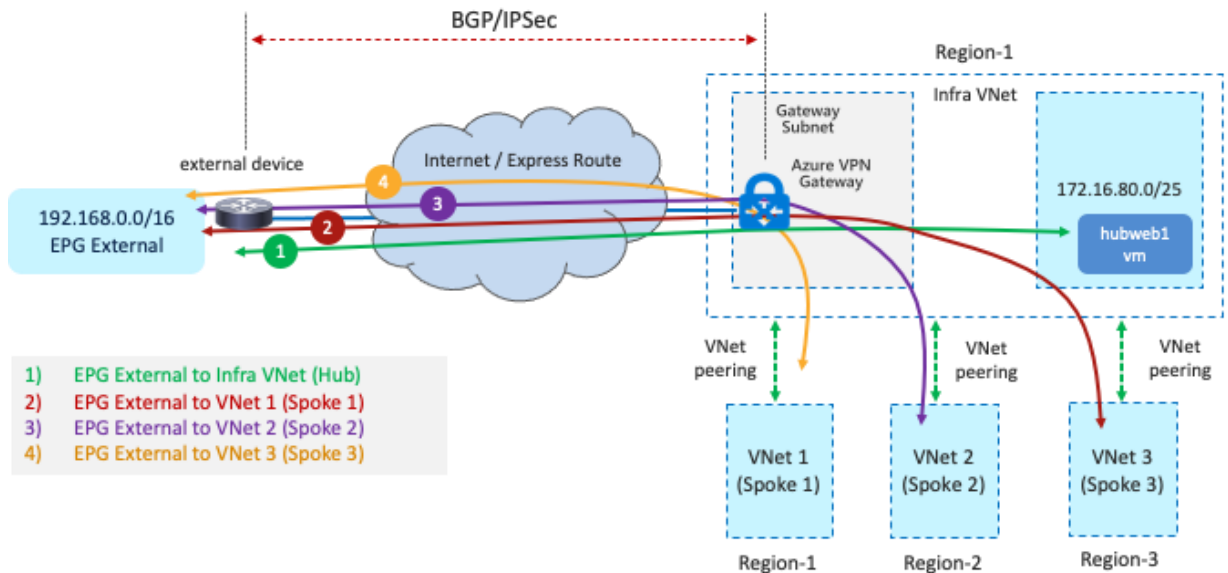 BGP/IPSec
Region-1
Infra VNet
Gateway
Subnet
Azure VPN
Gateway
external device
Internet / Express Route
192.168.0.0/16
EPG External
172.16.80.0/25
hubweb1
vm
4
3
2
1
VNet
peering
VNet
peering
VNet
peering
1) EPG External to Infra VNet (Hub)
2) EPG External to VNet 1 (Spoke 1)
3) EPG External to VNet 2 (Spoke 2)
4) EPG External to VNet 3 (Spoke 3)
VNet 1
(Spoke 1)
VNet 2
(Spoke 2)
VNet 3
(Spoke 3)
Region-1
Region-2
Region-3